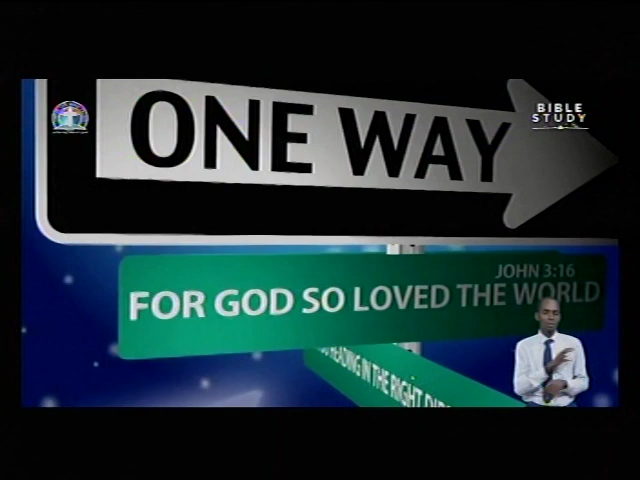 ONE WAY
BIBLE
STUDY
JOHN 3:16
FOR GOD SO LOVED THE WORLD
HEADING IN THE RIGHT